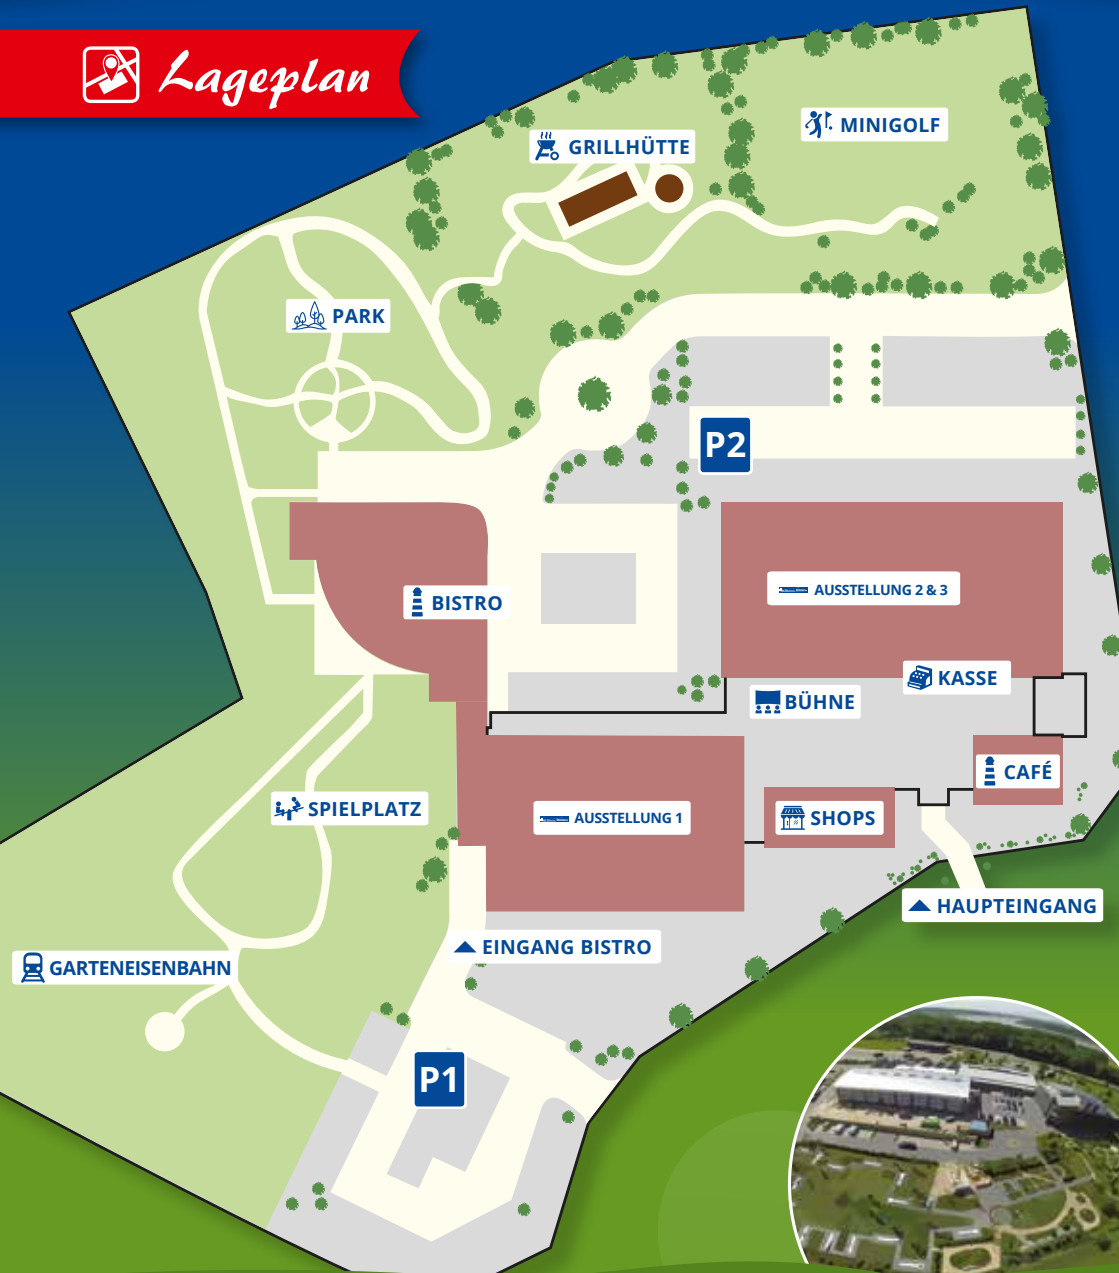 Lageplan
MINIGOLF
GRILLHÜTTE
PARK
P2
AUSSTELLUNG 2 & 3
BISTRO
KASSE
BÜHNE
CAFÉ
SPIELPLATZ
AUSSTELLUNG 1
SHOPS
HAUPTEINGANG
EINGANG BISTRO
GARTENEISENBAHN
P1